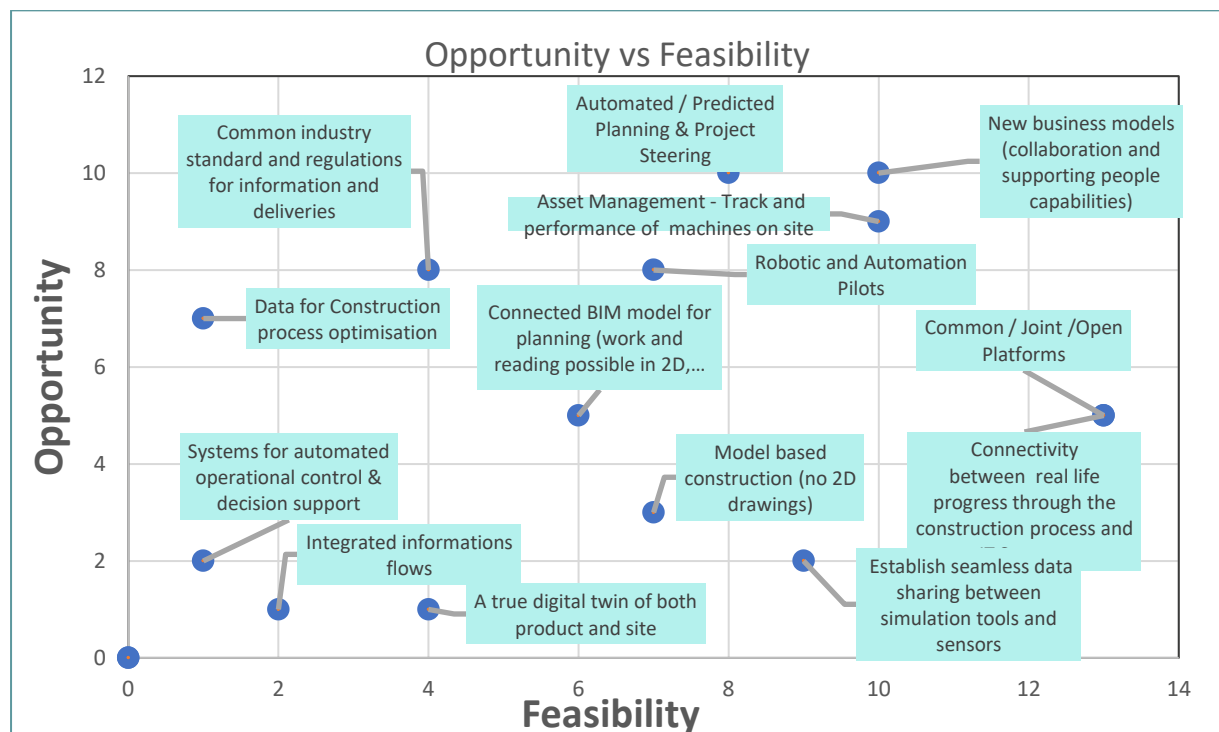 Opportunity vs Feasibility
12
10
8
6
4
2
0
Opportunity
Common industry
standard and regulations
for information and
deliveries
Automated / Predicted
Planning & Project
Steering
New business models
(collaboration and
supporting people
capabilities)
Asset Management - Track and
performance of machines on site
Robotic and Automation
Pilots
Data for Construction
process optimisation
Connected BIM model for
planning (work and
reading possible in 2D,...
Common / Joint /Open
Platforms
Systems for automated
operational control &
decision support
Model based
construction (no 2D
drawings)
Connectivity
between real life
progress through the
construction process and
Integrated informations
flows
A true digital twin of both
product and site
Establish seamless data
sharing between
simulation tools and
sensors
0 2 4 6 8 10 12 14
Feasibility